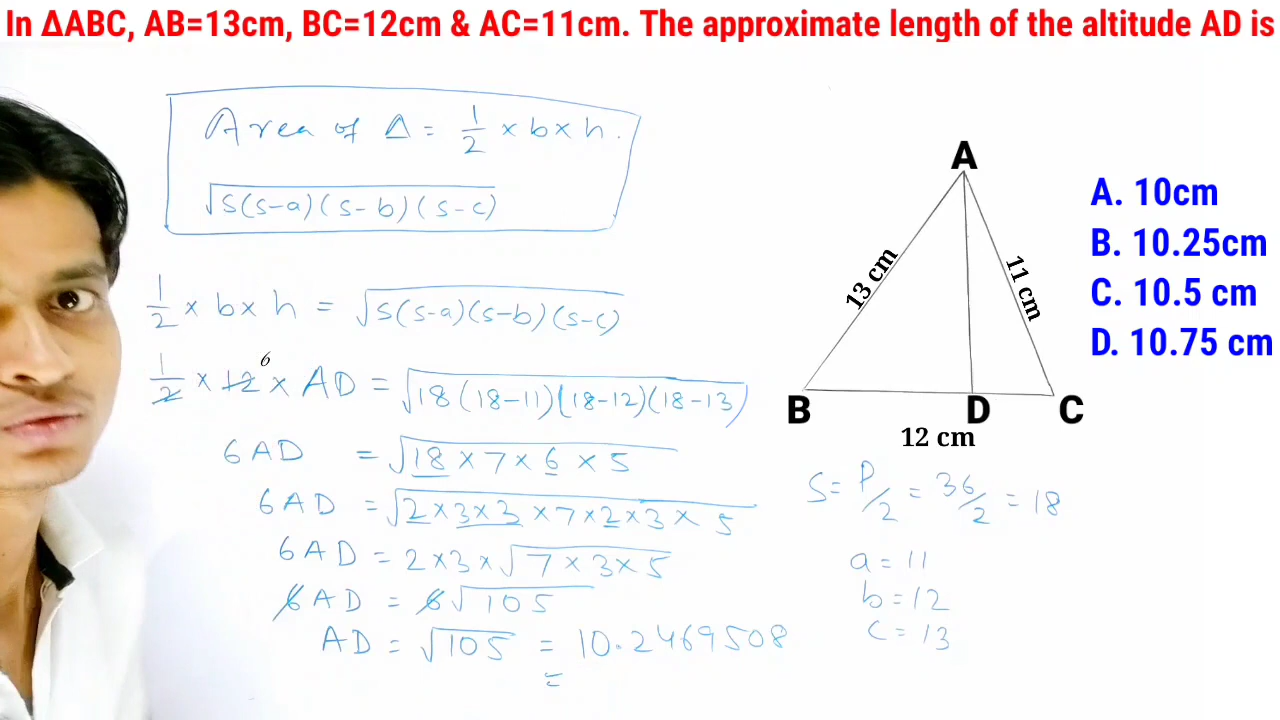 In ΔABC, AB=13cm, BC=12cm & AC=11cm. The approximate length of the altitude AD is
Area of Δ = 1/2 × b × h.
√s(s-a)(s-b)(s-c)
1/2 × b × h = √s(s-a)(s-b)(s-c)
1/2 × 12 6 × AD = √18(18-11)(18-12)(18-13)
6AD = √18 × 7 × 6 × 5
6AD = √2×3×3×7×2×3×5
6AD = 2×3×√7×3×5
6AD = 6√105
AD = √105 = 10.2469508
=
A
13 cm
11 cm
B
D
C
12 cm
A. 10cm
B. 10.25cm
C. 10.5 cm
D. 10.75 cm
S = P/2 = 36/2 = 18
a = 11
b = 12
c = 13